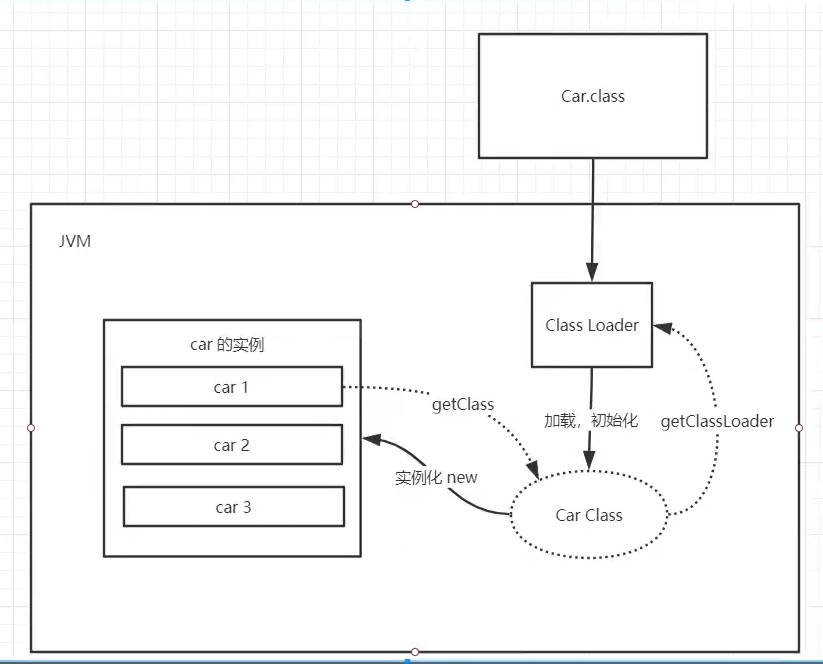 Car.class
JVM
Class Loader
car 的实例
car 1
getClass
加载，初始化
getClassLoader
car 2
实例化 new
car 3
Car Class